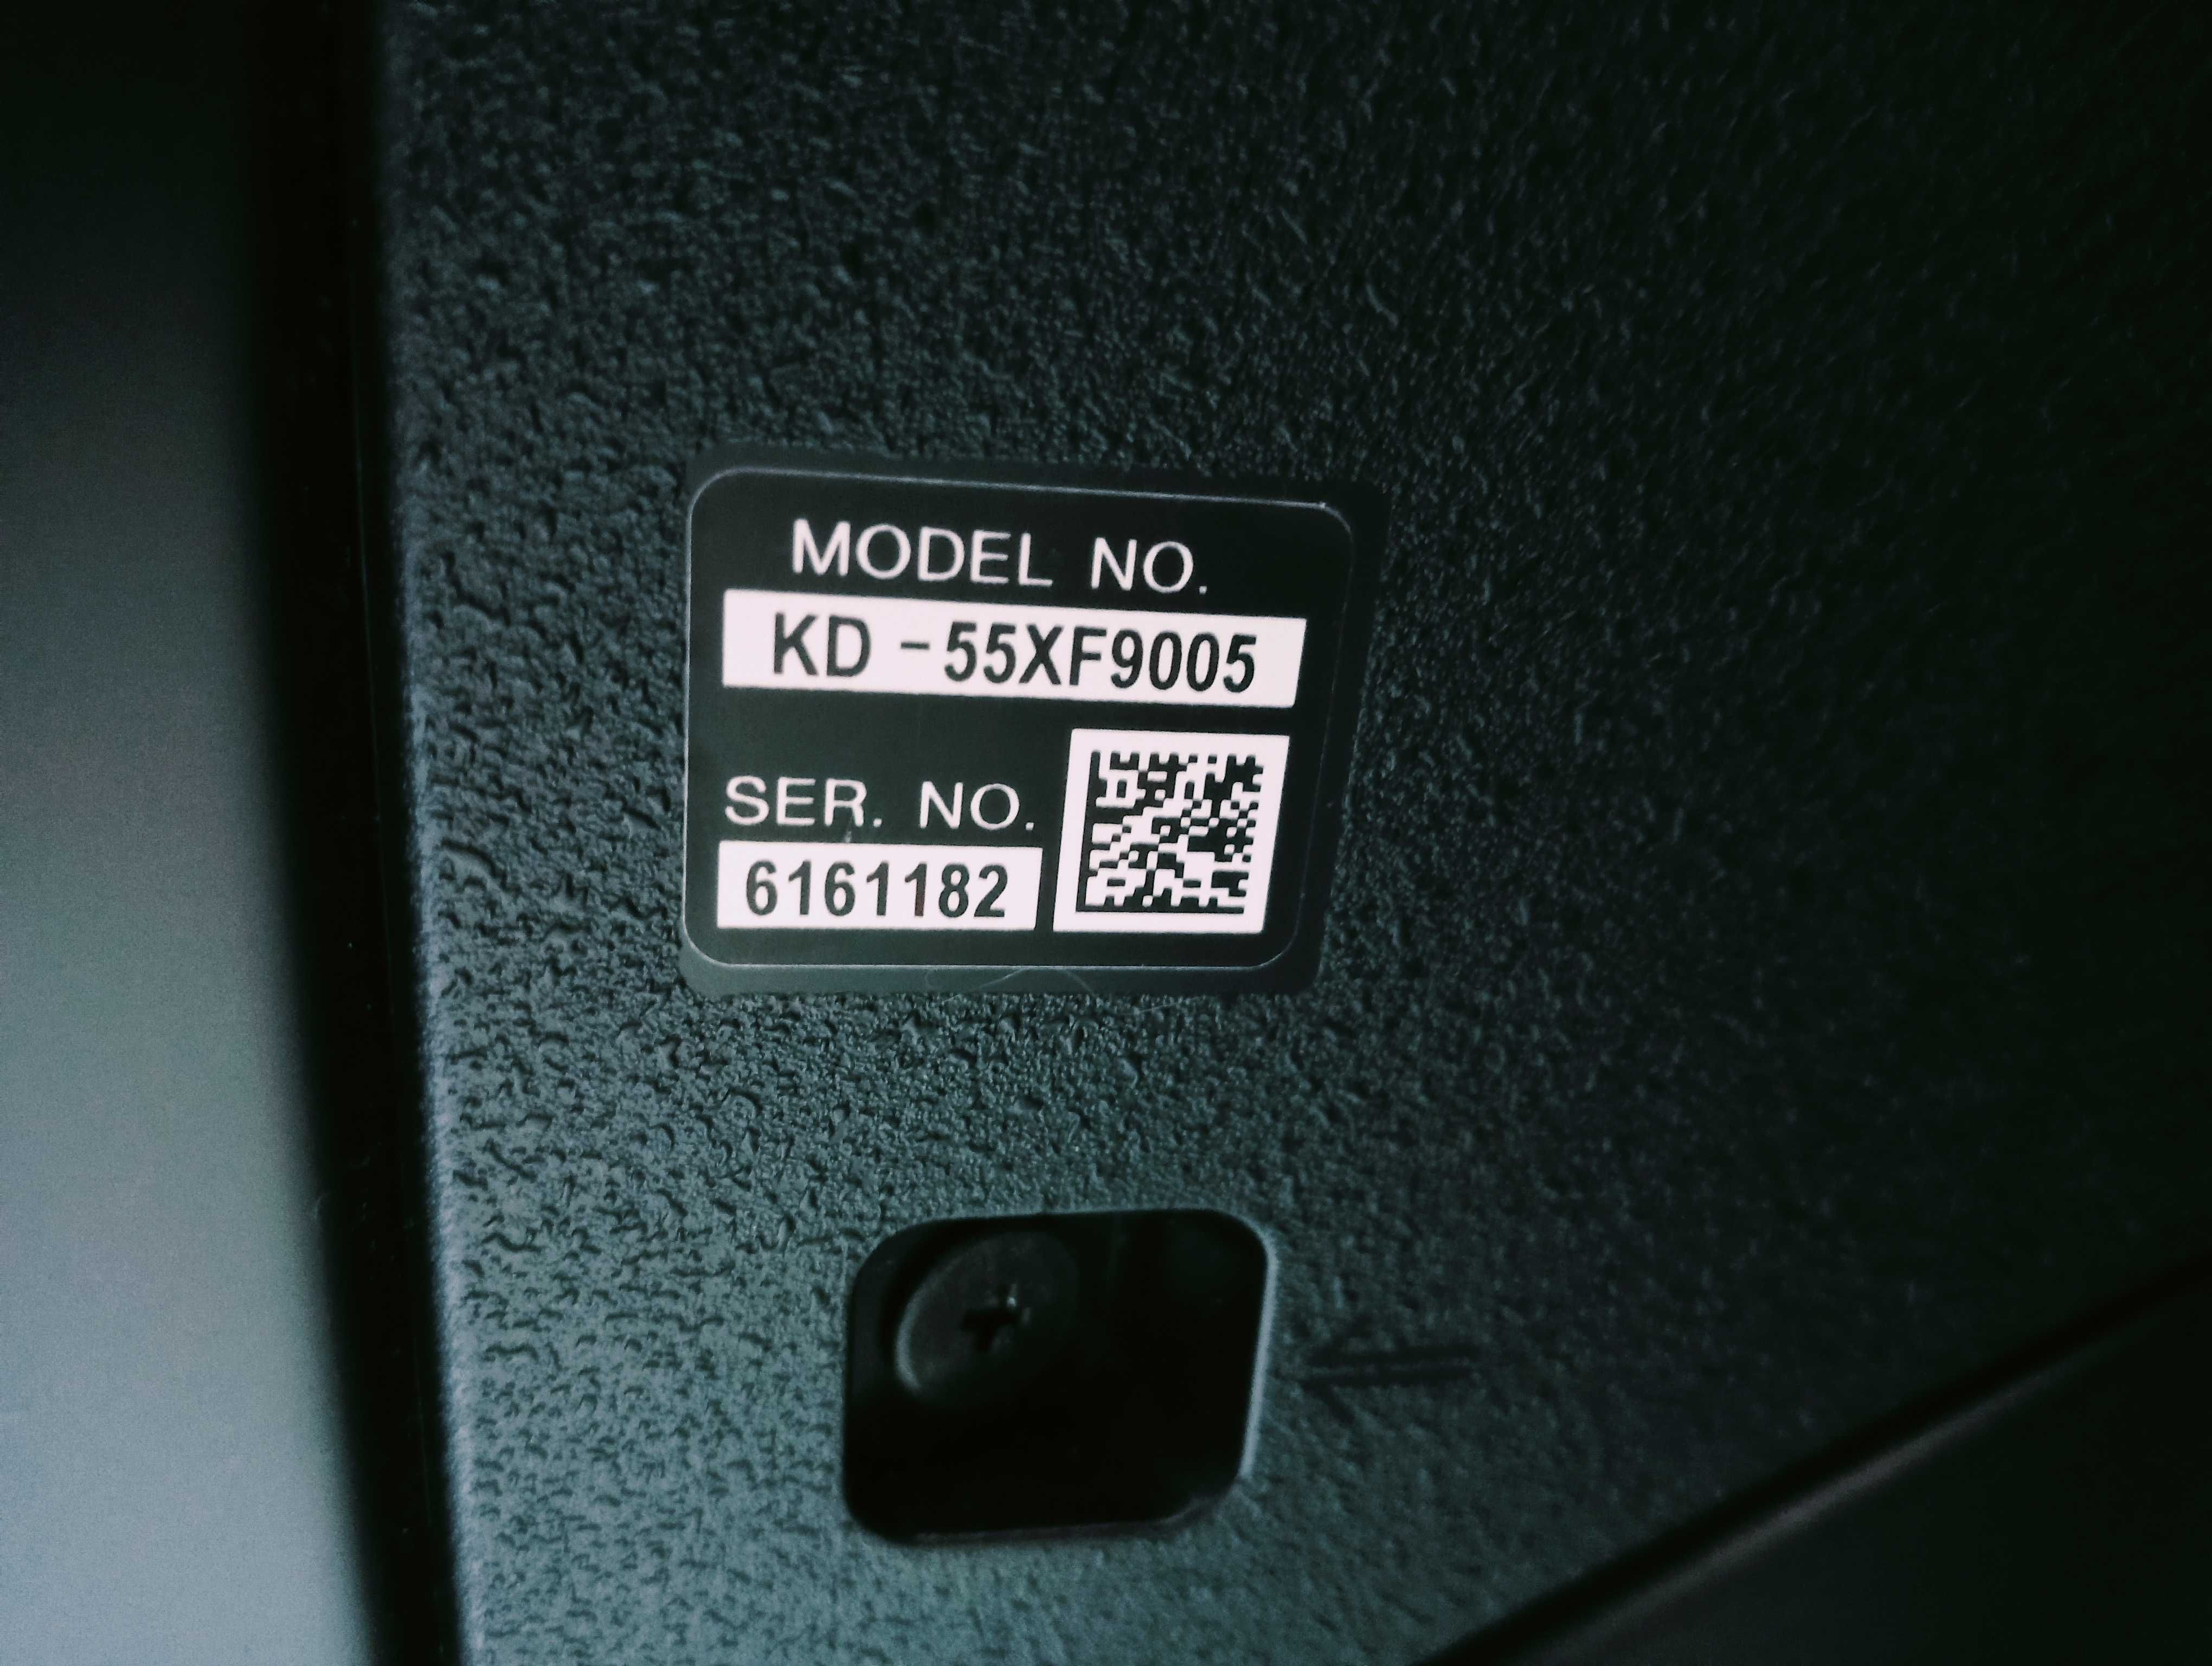 MODEL NO.
KD-55XF9005
SER. NO.
6161182